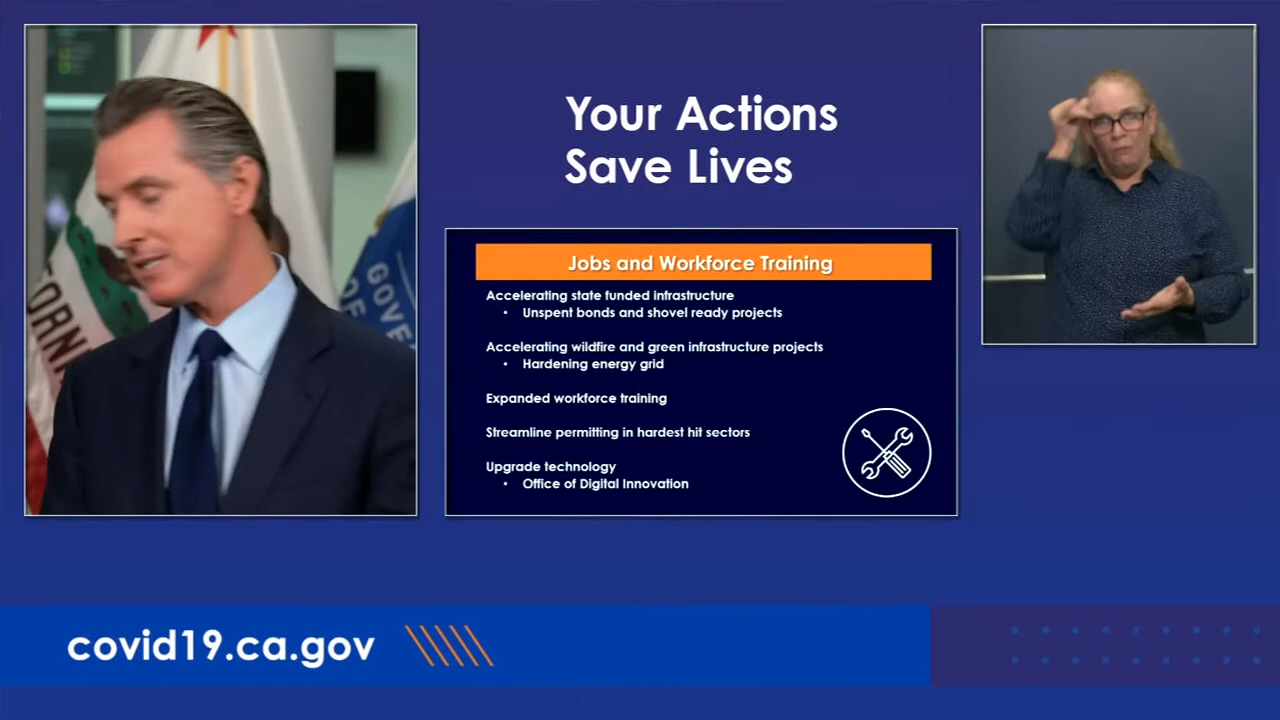 Your Actions
Save Lives
Jobs and Workforce Training
Accelerating state funded infrastructure
• Unspent bonds and shovel ready projects
Accelerating wildfire and green infrastructure projects
• Hardening energy grid
Expanded workforce training
Streamline permitting in hardest hit sectors
Upgrade technology
• Office of Digital Innovation
covid19.ca.gov